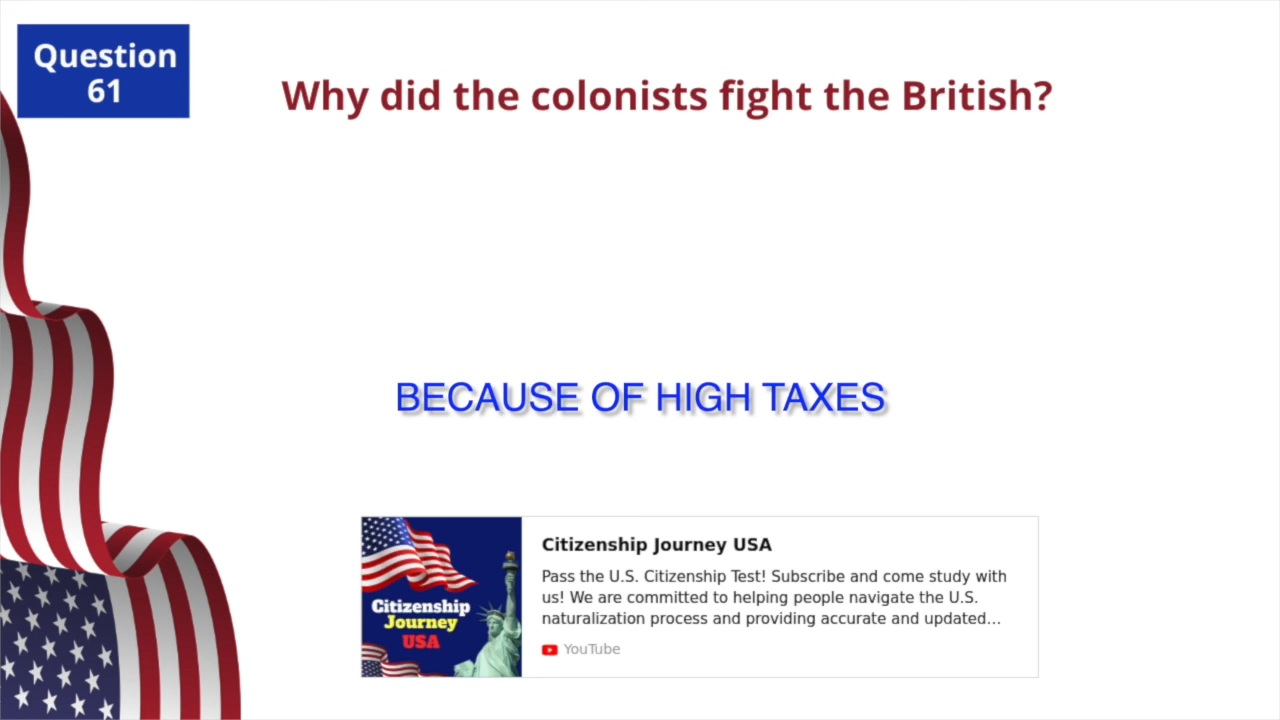 Question
61
Why did the colonists fight the British?
BECAUSE OF HIGH TAXES
Citizenship Journey USA
Pass the U.S. Citizenship Test! Subscribe and come study with
us! We are committed to helping people navigate the U.S.
naturalization process and providing accurate and updated...
YouTube
Citizenship
Journey
USA